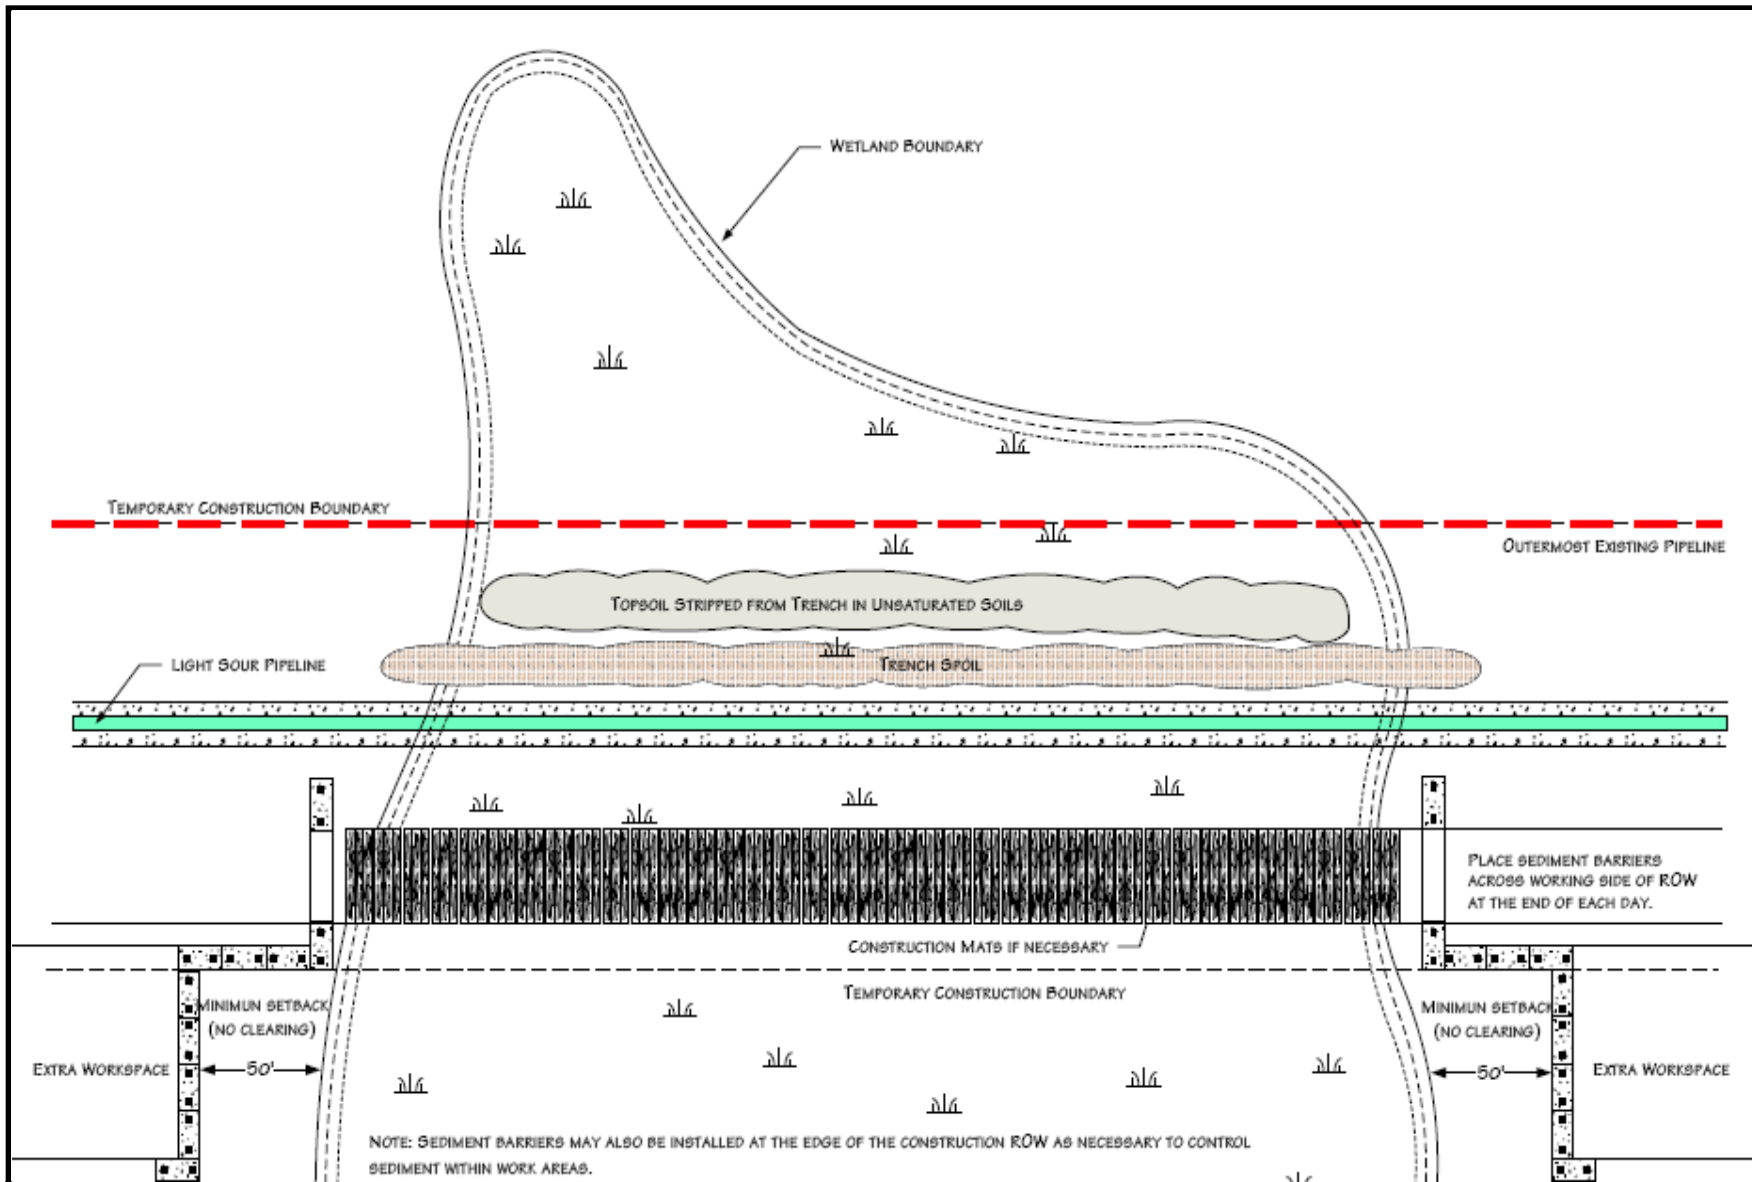 WETLAND BOUNDARY
TEMPORARY CONSTRUCTION BOUNDARY
OUTERMOST EXISTING PIPELINE
TOPSOIL STRIPPED FROM TRENCH IN UNSATURATED SOILS
LIGHT SOUR PIPELINE
TRENCH SPOIL
PLACE SEDIMENT BARRIERS
ACROSS WORKING SIDE OF ROW
AT THE END OF EACH DAY.
CONSTRUCTION MATS IF NECESSARY
TEMPORARY CONSTRUCTION BOUNDARY
MINIMUN SETBACK
(NO CLEARING)
MINIMUN SETBACK
(NO CLEARING)
EXTRA WORKSPACE
50'
50'
EXTRA WORKSPACE
NOTE: SEDIMENT BARRIERS MAY ALSO BE INSTALLED AT THE EDGE OF THE CONSTRUCTION ROW AS NECESSARY TO CONTROL
SEDIMENT WITHIN WORK AREAS.